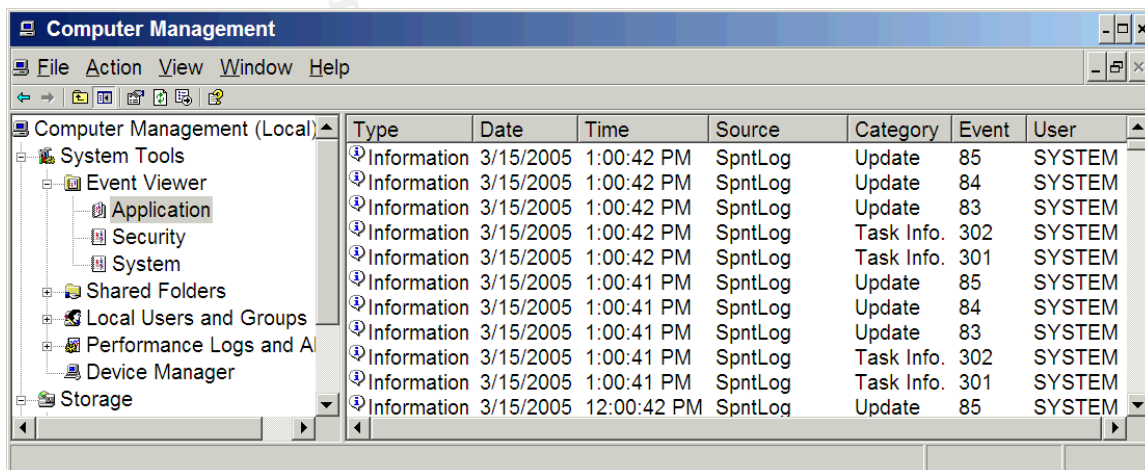 Computer Management
File Action View Window Help
Computer Management (Local)
System Tools
Event Viewer
Application
Security
System
Shared Folders
Local Users and Groups
Performance Logs and Al
Device Manager
Storage
Type Date Time Source Category Event User
Information 3/15/2005 1:00:42 PM SpntLog Update 85 SYSTEM
Information 3/15/2005 1:00:42 PM SpntLog Update 84 SYSTEM
Information 3/15/2005 1:00:42 PM SpntLog Update 83 SYSTEM
Information 3/15/2005 1:00:42 PM SpntLog Task Info. 302 SYSTEM
Information 3/15/2005 1:00:42 PM SpntLog Task Info. 301 SYSTEM
Information 3/15/2005 1:00:41 PM SpntLog Update 85 SYSTEM
Information 3/15/2005 1:00:41 PM SpntLog Update 84 SYSTEM
Information 3/15/2005 1:00:41 PM SpntLog Update 83 SYSTEM
Information 3/15/2005 1:00:41 PM SpntLog Task Info. 302 SYSTEM
Information 3/15/2005 1:00:41 PM SpntLog Task Info. 301 SYSTEM
Information 3/15/2005 12:00:42 PM SpntLog Update 85 SYSTEM